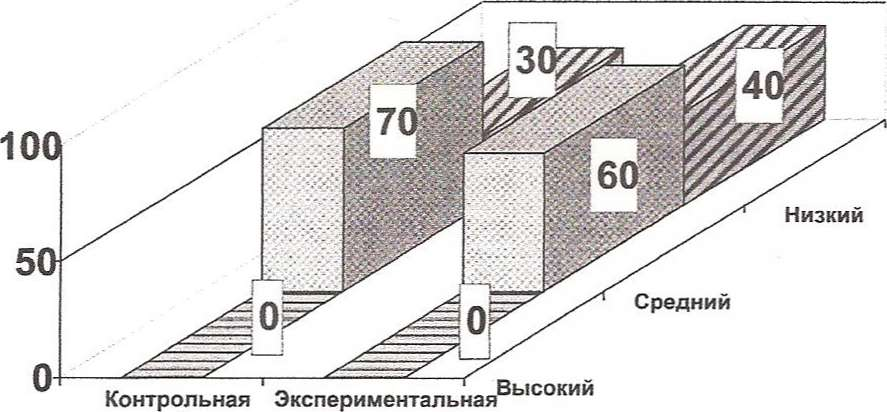 30
40
70
100
60
Низкий
50
Средний
0
0
0
Высокий
Контрольная
Экспериментальная